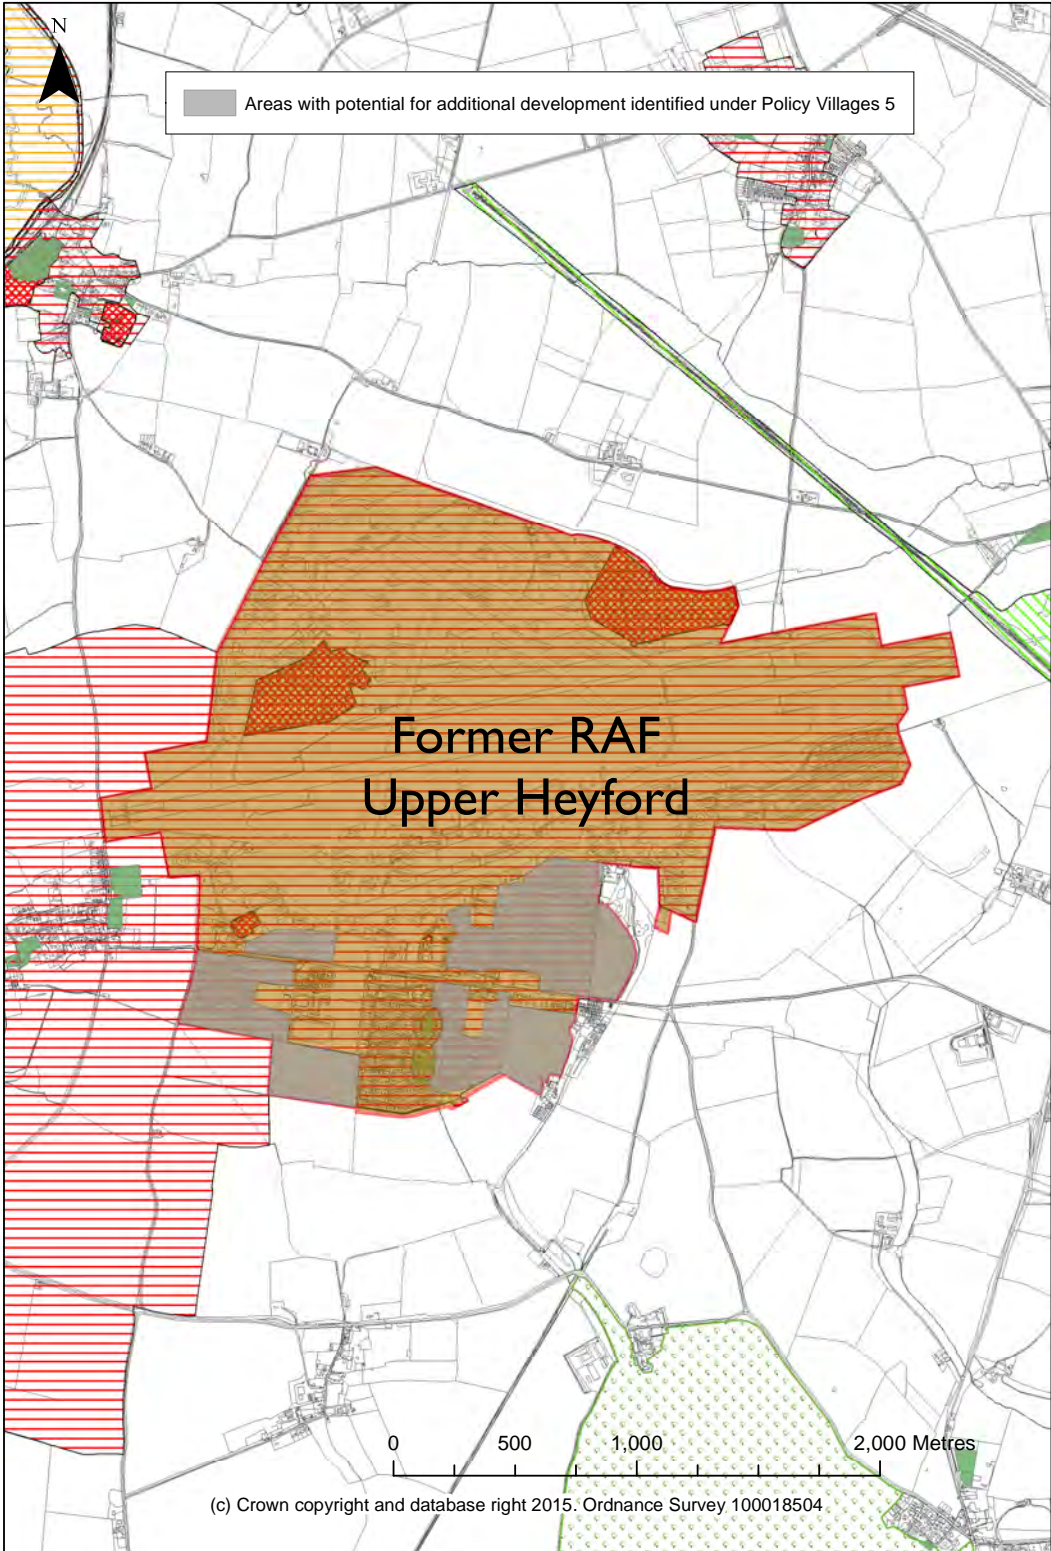 N
Areas with potential for additional development identified under Policy Villages 5
Former RAF
Upper Heyford
0 500 1,000 2,000 Metres
(c) Crown copyright and database right 2015. Ordnance Survey 100018504